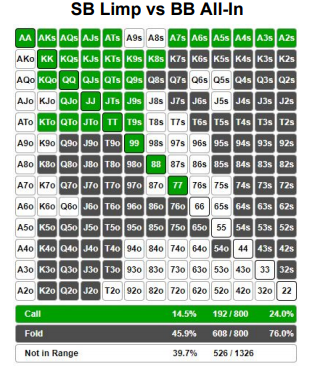 SB Limp vs BB All-In
AA AKs AQs AJs ATs A9s A8s A7s A6s A5s A4s A3s A2s
AKo KK KQs KJs KTs K9s K8s K7s K6s K5s K4s K3s K2s
AQo KQo QQ QJs QTs Q9s Q8s Q7s Q6s Q5s Q4s Q3s Q2s
AJo KJo QJo JJ JTs J9s J8s J7s J6s J5s J4s J3s J2s
ATo KTo QTo JTo TT T9s T8s T7s T6s T5s T4s T3s T2s
A9o K9o Q9o J9o T9o 99 98s 97s 96s 95s 94s 93s 92s
A8o K8o Q8o J8o T8o 98o 88 87s 86s 85s 84s 83s 82s
A7o K7o Q7o J7o T7o 97o 87o 77 76s 75s 74s 73s 72s
A6o K6o Q6o J6o T6o 96o 86o 76o 66 65s 64s 63s 62s
A5o K5o Q5o J5o T5o 95o 85o 75o 65o 55 54s 53s 52s
A4o K4o Q4o J4o T4o 94o 84o 74o 64o 54o 44 43s 42s
A3o K3o Q3o J3o T3o 93o 83o 73o 63o 53o 43o 33 32s
A2o K2o Q2o J2o T2o 92o 82o 72o 62o 52o 42o 32o 22
Call 14.5% 192 / 800 24.0%
Fold 45.9% 608 / 800 76.0%
Not in Range 39.7% 526 / 1326